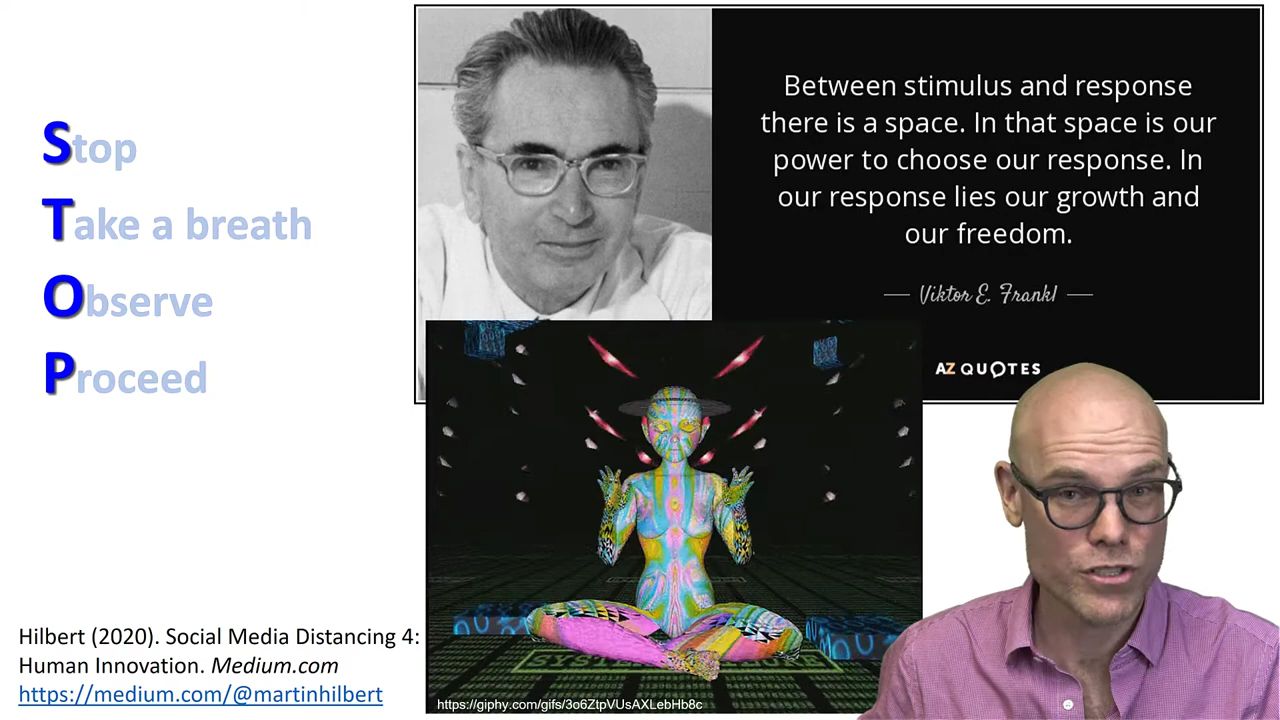 Stop
Take a breath
Observe
Proceed
Between stimulus and response
there is a space. In that space is our
power to choose our response. In
our response lies our growth and
our freedom.
Viktor E. Frankl
AZ QUOTES
Hilbert (2020). Social Media Distancing 4:
Human Innovation. Medium.com
https://medium.com/@martinhilbert
https://giphy.com/gifs/3o6ZtpVUsAXLebHb8c